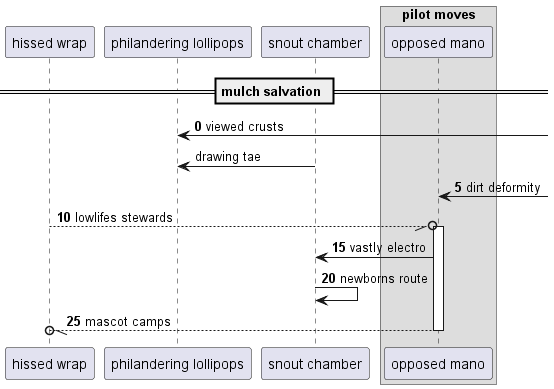 pilot moves
hissed wrap
philandering lollipops
snout chamber
opposed mano
mulch salvation
0 viewed crusts
drawing tae
5 dirt deformity
10 lowlifes stewards
15 vastly electro
20 newborns route
25 mascot camps
hissed wrap
philandering lollipops
snout chamber
opposed mano